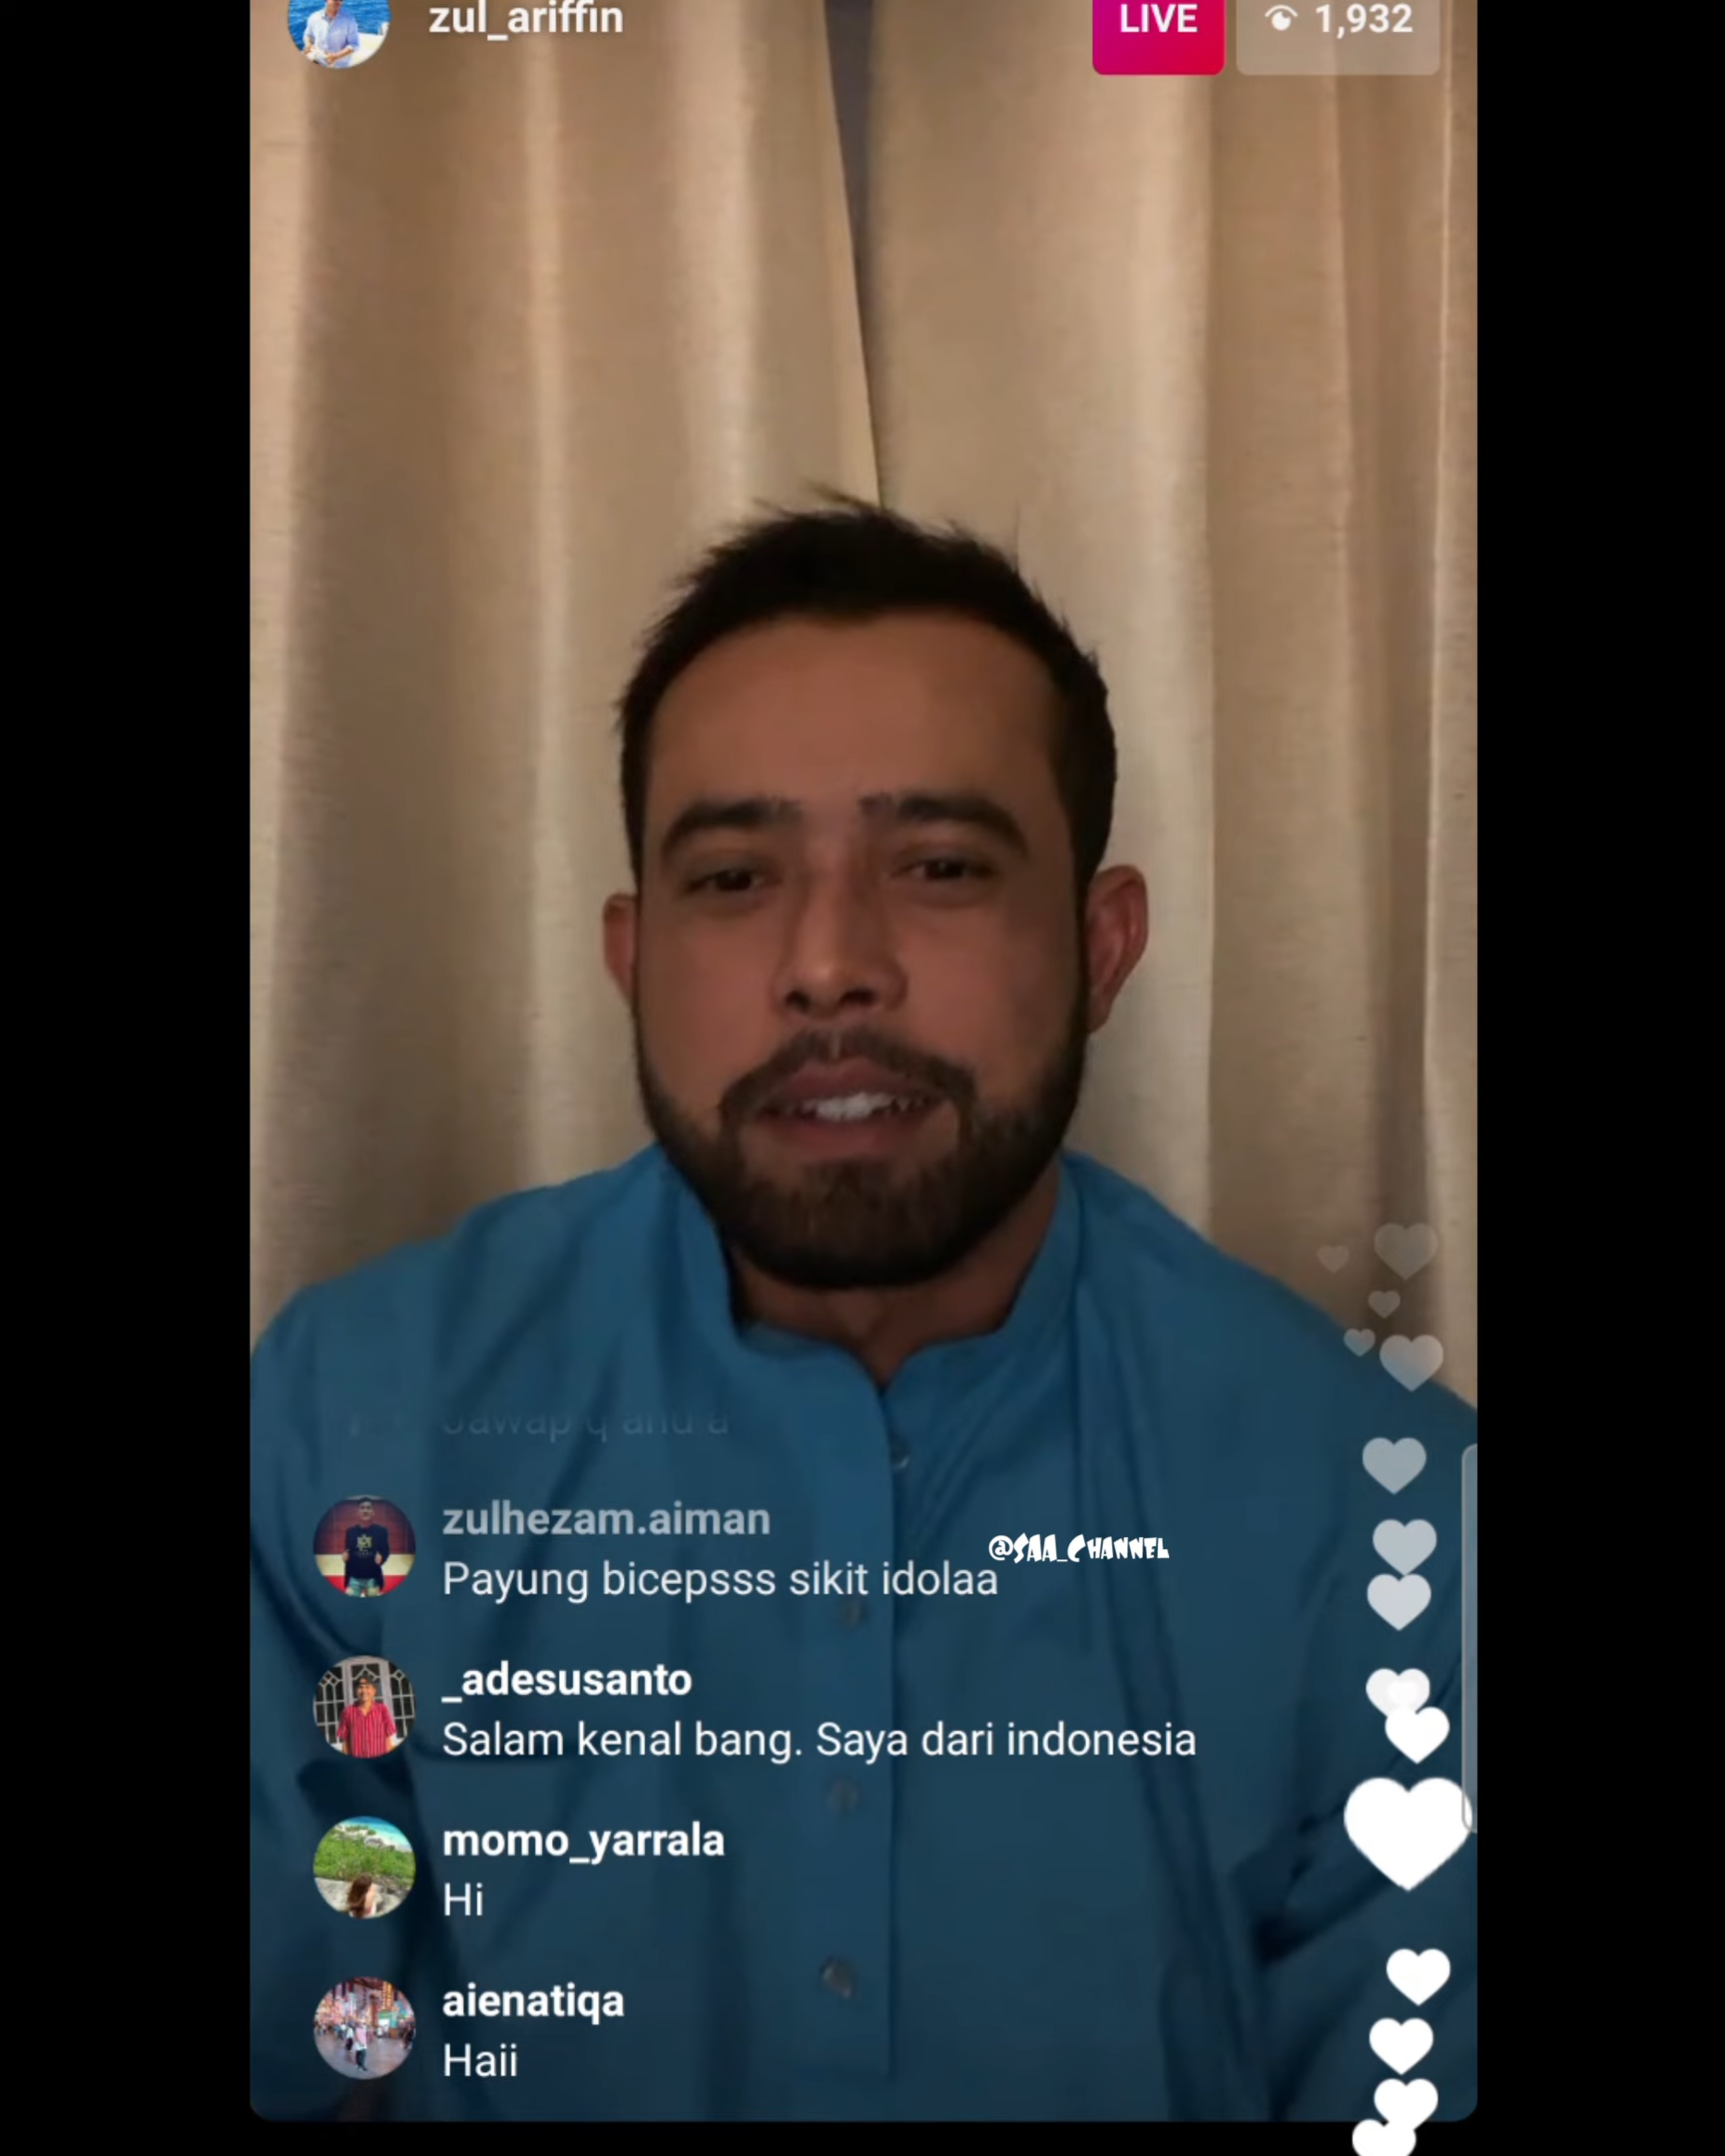 zul_ariffin
LIVE
1,932
zulhezam.aiman
Payung bicepsss sikit idolaa
@SAA_Channel
_adesusanto
Salam kenal bang. Saya dari indonesia
momo_yarrala
Hi
aienatiqa
Haii